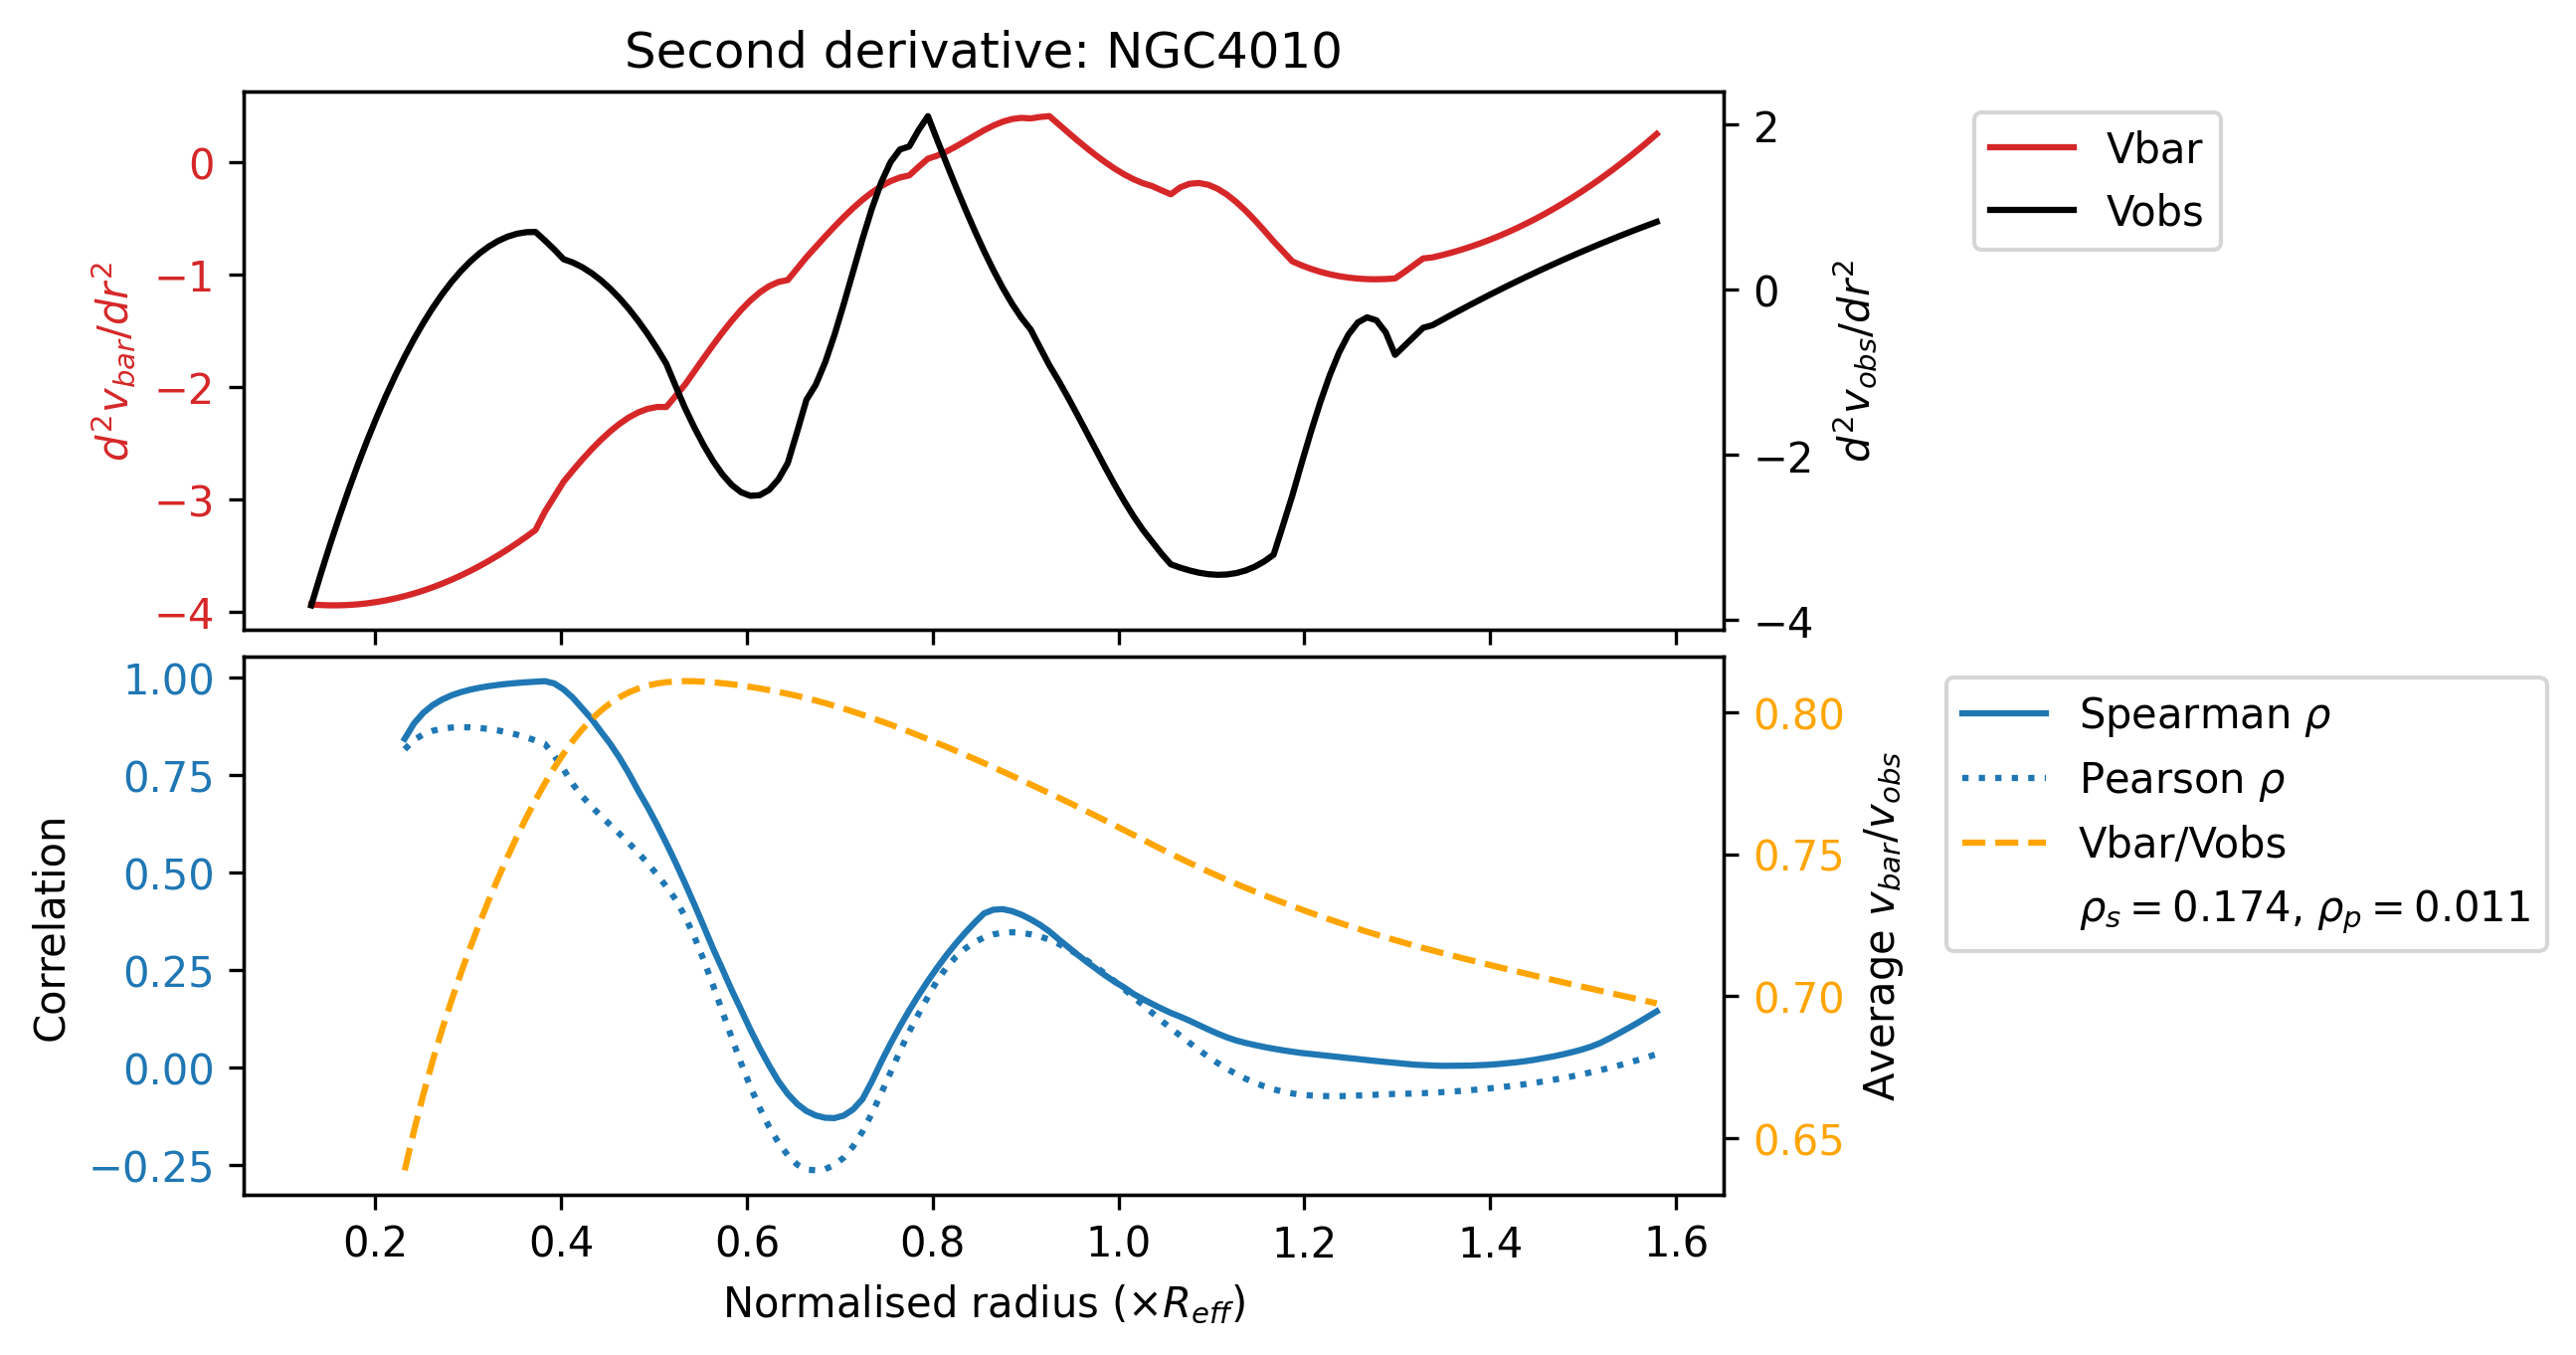 Second derivative: NGC4010
d²v_bar/dr²
0
−1
−2
−3
−4
2
0
−2
−4
d²v_obs/dr²
Vbar
Vobs
Correlation
1.00
0.75
0.50
0.25
0.00
−0.25
0.80
0.75
0.70
0.65
Average v_bar/v_obs
Spearman ρ
Pearson ρ
Vbar/Vobs
ρ_s = 0.174, ρ_p = 0.011
0.2 0.4 0.6 0.8 1.0 1.2 1.4 1.6
Normalised radius (×R_eff)